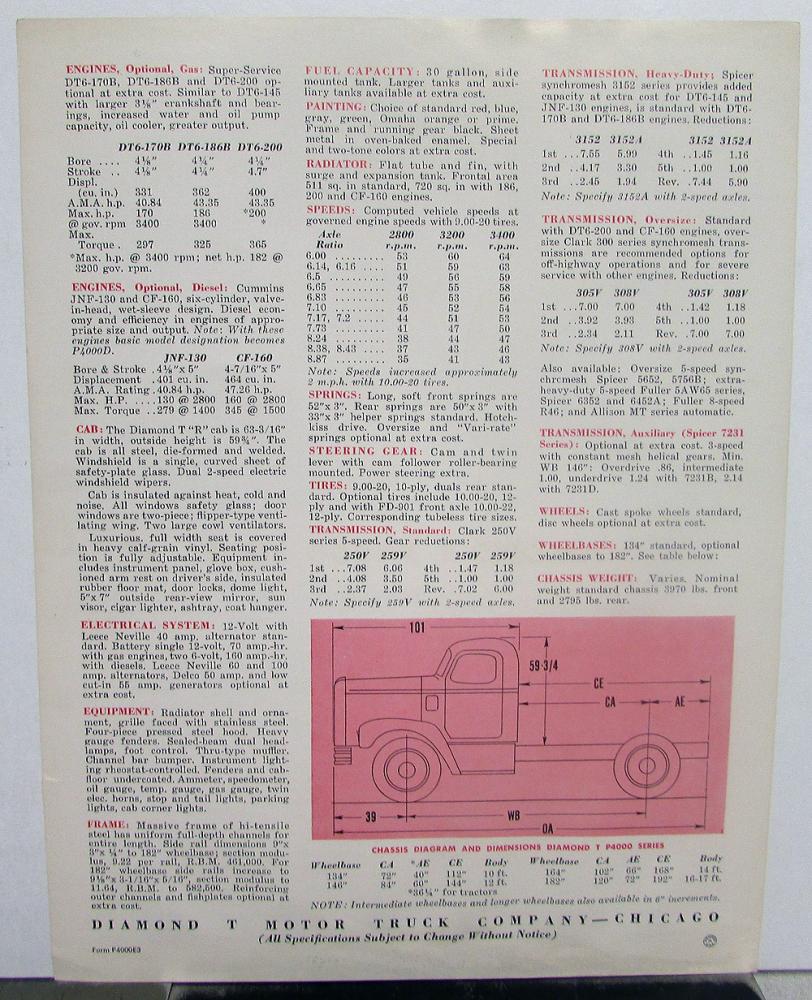 ENGINES, Optional, Gas: Super-Service
DT6-170B, DT6-186B and DT6-200 op-
tional at extra cost. Similar to DT6-145
with larger 3⅛" crankshaft and bear-
ings, increased water and oil pump
capacity, oil cooler, greater output.
DT6-170B DT6-186B DT6-200
Bore .... 4⅛" 4¼" 4¼"
Stroke .. 4⅛" 4¼" 4.7"
Displ.
(cu. in.) 331 362 400
A.M.A. hp. 40.84 43.35 43.35
Max. h.p. 170 186 *200
@ gov. rpm 3400 3400 *
Max.
Torque . 297 325 365
*Max. h.p. @ 3400 rpm; net h.p. 182 @
3200 gov. rpm.
ENGINES, Optional, Diesel: Cummins
JNF-130 and CF-160, six-cylinder, valve-
in-head, wet-sleeve design. Diesel econ-
omy and efficiency in engines of appro-
priate size and output. Note: With these
engines basic model designation becomes
P4000D.
JNF-130 CF-160
Bore & Stroke .4⅛"x 5" 4-7/16"x 5"
Displacement .401 cu. in. 464 cu. in.
A.M.A. Rating .40.84 hp. 47.26 h.p.
Max. H.P. ...130 @ 2800 160 @ 2800
Max. Torque ..279 @ 1400 345 @ 1500
CAB: The Diamond T "R" cab is 63-3/16"
in width, outside height is 59¾". The
cab is all steel, die-formed and welded.
Windshield is a single, curved sheet of
safety-plate glass. Dual 2-speed electric
windshield wipers.
Cab is insulated against heat, cold and
noise. All windows safety glass; door
windows are two-piece; flipper-type venti-
lating wing. Two large cowl ventilators.
Luxurious, full width seat is covered
in heavy calf-grain vinyl. Seating posi-
tion is fully adjustable. Equipment in-
cludes instrument panel, glove box, cush-
ioned arm rest on driver's side, insulated
rubber floor mat, door locks, dome light,
5"x7" outside rear-view mirror, sun
visor, cigar lighter, ashtray, coat hanger.
ELECTRICAL SYSTEM: 12-Volt with
Leece Neville 40 amp. alternator stan-
dard. Battery single 12-volt, 70 amp.-hr.
with gas engines, two 6-volt, 160 amp.-hr.
with diesels. Leece Neville 60 and 100
amp. alternators, Delco 50 amp. and low
cut-in 55 amp. generators optional at
extra cost.
EQUIPMENT: Radiator shell and orna-
ment, grille faced with stainless steel.
Four-piece pressed steel hood. Heavy
gauge fenders. Sealed-beam dual head-
lamps, foot control. Thru-type muffler.
Channel bar bumper. Instrument light-
ing rheostat-controlled. Fenders and cab-
floor undercoated. Ammeter, speedometer,
oil gauge, temp. gauge, gas gauge, twin
elec. horns, stop and tail lights, parking
lights, cab corner lights.
FRAME: Massive frame of hi-tensile
steel has uniform full-depth channels for
entire length. Side rail dimensions 9"x
3"x ¼" to 182" wheelbase; section modu-
lus, 9.22 per rail, R.B.M. 461,000. For
182" wheelbase side rails increase to
9⅛"x 3-1/16"x 5/16", section modulus to
11.64, R.B.M. to 582,500. Reinforcing
outer channels and fishplates optional at
extra cost.
FUEL CAPACITY: 30 gallon, side
mounted tank. Larger tanks and auxi-
liary tanks available at extra cost.
PAINTING: Choice of standard red, blue,
gray, green, Omaha orange or prime.
Frame and running gear black. Sheet
metal in oven-baked enamel. Special
and two-tone colors at extra cost.
RADIATOR: Flat tube and fin, with
surge and expansion tank. Frontal area
511 sq. in standard, 720 sq. in with 186,
200 and CF-160 engines.
SPEEDS: Computed vehicle speeds at
governed engine speeds with 9.00-20 tires.
Axle 2800 3200 3400
Ratio r.p.m. r.p.m. r.p.m.
6.00 ......... 53 60 64
6.14, 6.16 .... 51 59 63
6.5 .......... 49 56 59
6.65 ......... 47 55 58
6.83 ......... 46 53 56
7.10 ......... 45 52 54
7.17, 7.2 ..... 44 51 53
7.73 ......... 41 47 50
8.24 ......... 38 44 47
8.38, 8.43 .... 37 43 46
8.87 ......... 35 41 43
Note: Speeds increased approximately
2 m.p.h. with 10.00-20 tires.
SPRINGS: Long, soft front springs are
52"x 3". Rear springs are 50"x 3" with
33"x 3" helper springs standard. Hotch-
kiss drive. Oversize and "Vari-rate"
springs optional at extra cost.
STEERING GEAR: Cam and twin
lever with cam follower roller-bearing
mounted. Power steering extra.
TIRES: 9.00-20, 10-ply, duals rear stan-
dard. Optional tires include 10.00-20, 12-
ply and with FD-901 front axle 10.00-22,
12-ply. Corresponding tubeless tire sizes.
TRANSMISSION, Standard: Clark 250V
series 5-speed. Gear reductions:
250V 259V 250V 259V
1st ...7.08 6.06 4th ..1.47 1.18
2nd ...4.08 3.50 5th ..1.00 1.00
3rd ...2.37 2.03 Rev. ..7.02 6.00
Note: Specify 259V with 2-speed axles.
TRANSMISSION, Heavy-Duty: Spicer
synchromesh 3152 series provides added
capacity at extra cost for DT6-145 and
JNF-130 engines, is standard with DT6-
170B and DT6-186B engines. Reductions:
3152 3152A 3152 3152A
1st ...7.55 5.99 4th ..1.45 1.16
2nd ..4.17 3.30 5th ..1.00 1.00
3rd ..2.45 1.94 Rev. .7.44 5.90
Note: Specify 3152A with 2-speed axles.
TRANSMISSION, Oversize: Standard
with DT6-200 and CF-160 engines, over-
size Clark 300 series synchromesh trans-
missions are recommended options for
off-highway operations and for severe
service with other engines. Reductions:
305V 308V 305V 308V
1st ...7.00 7.00 4th ..1.42 1.18
2nd ..3.92 3.93 5th ..1.00 1.00
3rd ..2.34 2.11 Rev. ..7.00 7.00
Note: Specify 308V with 2-speed axles.
Also available: Oversize 5-speed syn-
chromesh Spicer 5652, 5756B; extra-
heavy-duty 5-speed Fuller 5AW65 series,
Spicer 6352 and 6452A; Fuller 8-speed
R46; and Allison MT series automatic.
TRANSMISSION, Auxiliary (Spicer 7231
Series): Optional at extra cost. 3-speed
with constant mesh helical gears. Min.
WB 146": Overdrive .86, intermediate
1.00, underdrive 1.24 with 7231B, 2.14
with 7231D.
WHEELS: Cast spoke wheels standard,
disc wheels optional at extra cost.
WHEELBASES: 134" standard, optional
wheelbases to 182". See table below:
CHASSIS WEIGHT: Varies. Nominal
weight standard chassis 3970 lbs. front
and 2795 lbs. rear.
101
59-3/4
CE
CA AE
39 WB
OA
CHASSIS DIAGRAM AND DIMENSIONS DIAMOND T P4000 SERIES
Wheelbase CA *AE CE Body Wheelbase CA AE CE Body
134" 72" 40" 112" 10 ft. 164" 102" 66" 168" 14 ft.
146" 84" 60" 144" 12 ft. 182" 120" 72" 192" 16-17 ft.
*36¼" for tractors
NOTE: Intermediate wheelbases and longer wheelbases also available in 6" increments.
DIAMOND T MOTOR TRUCK COMPANY—CHICAGO
(All Specifications Subject to Change Without Notice)
Form P4000E3